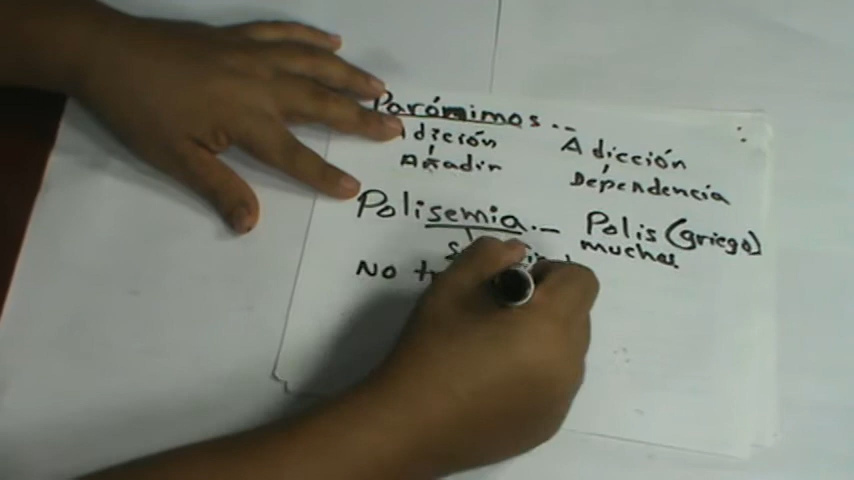 Parónimos.--
Adición Adicción
Añadir Dependencia
Polisemia.-- Polis (griego)
muchas
No